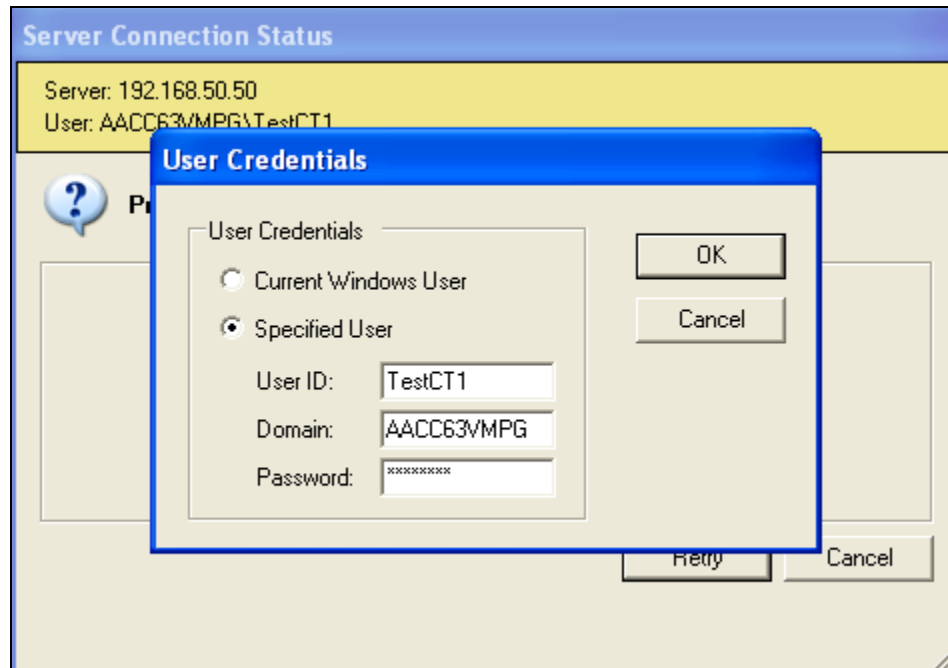 Server Connection Status
Server: 192.168.50.50
User: AACC63VMPG\TestCT1
User Credentials
User Credentials
OK
Current Windows User
Cancel
Specified User
User ID: TestCT1
Domain: AACC63VMPG
Password: ********
Retry Cancel